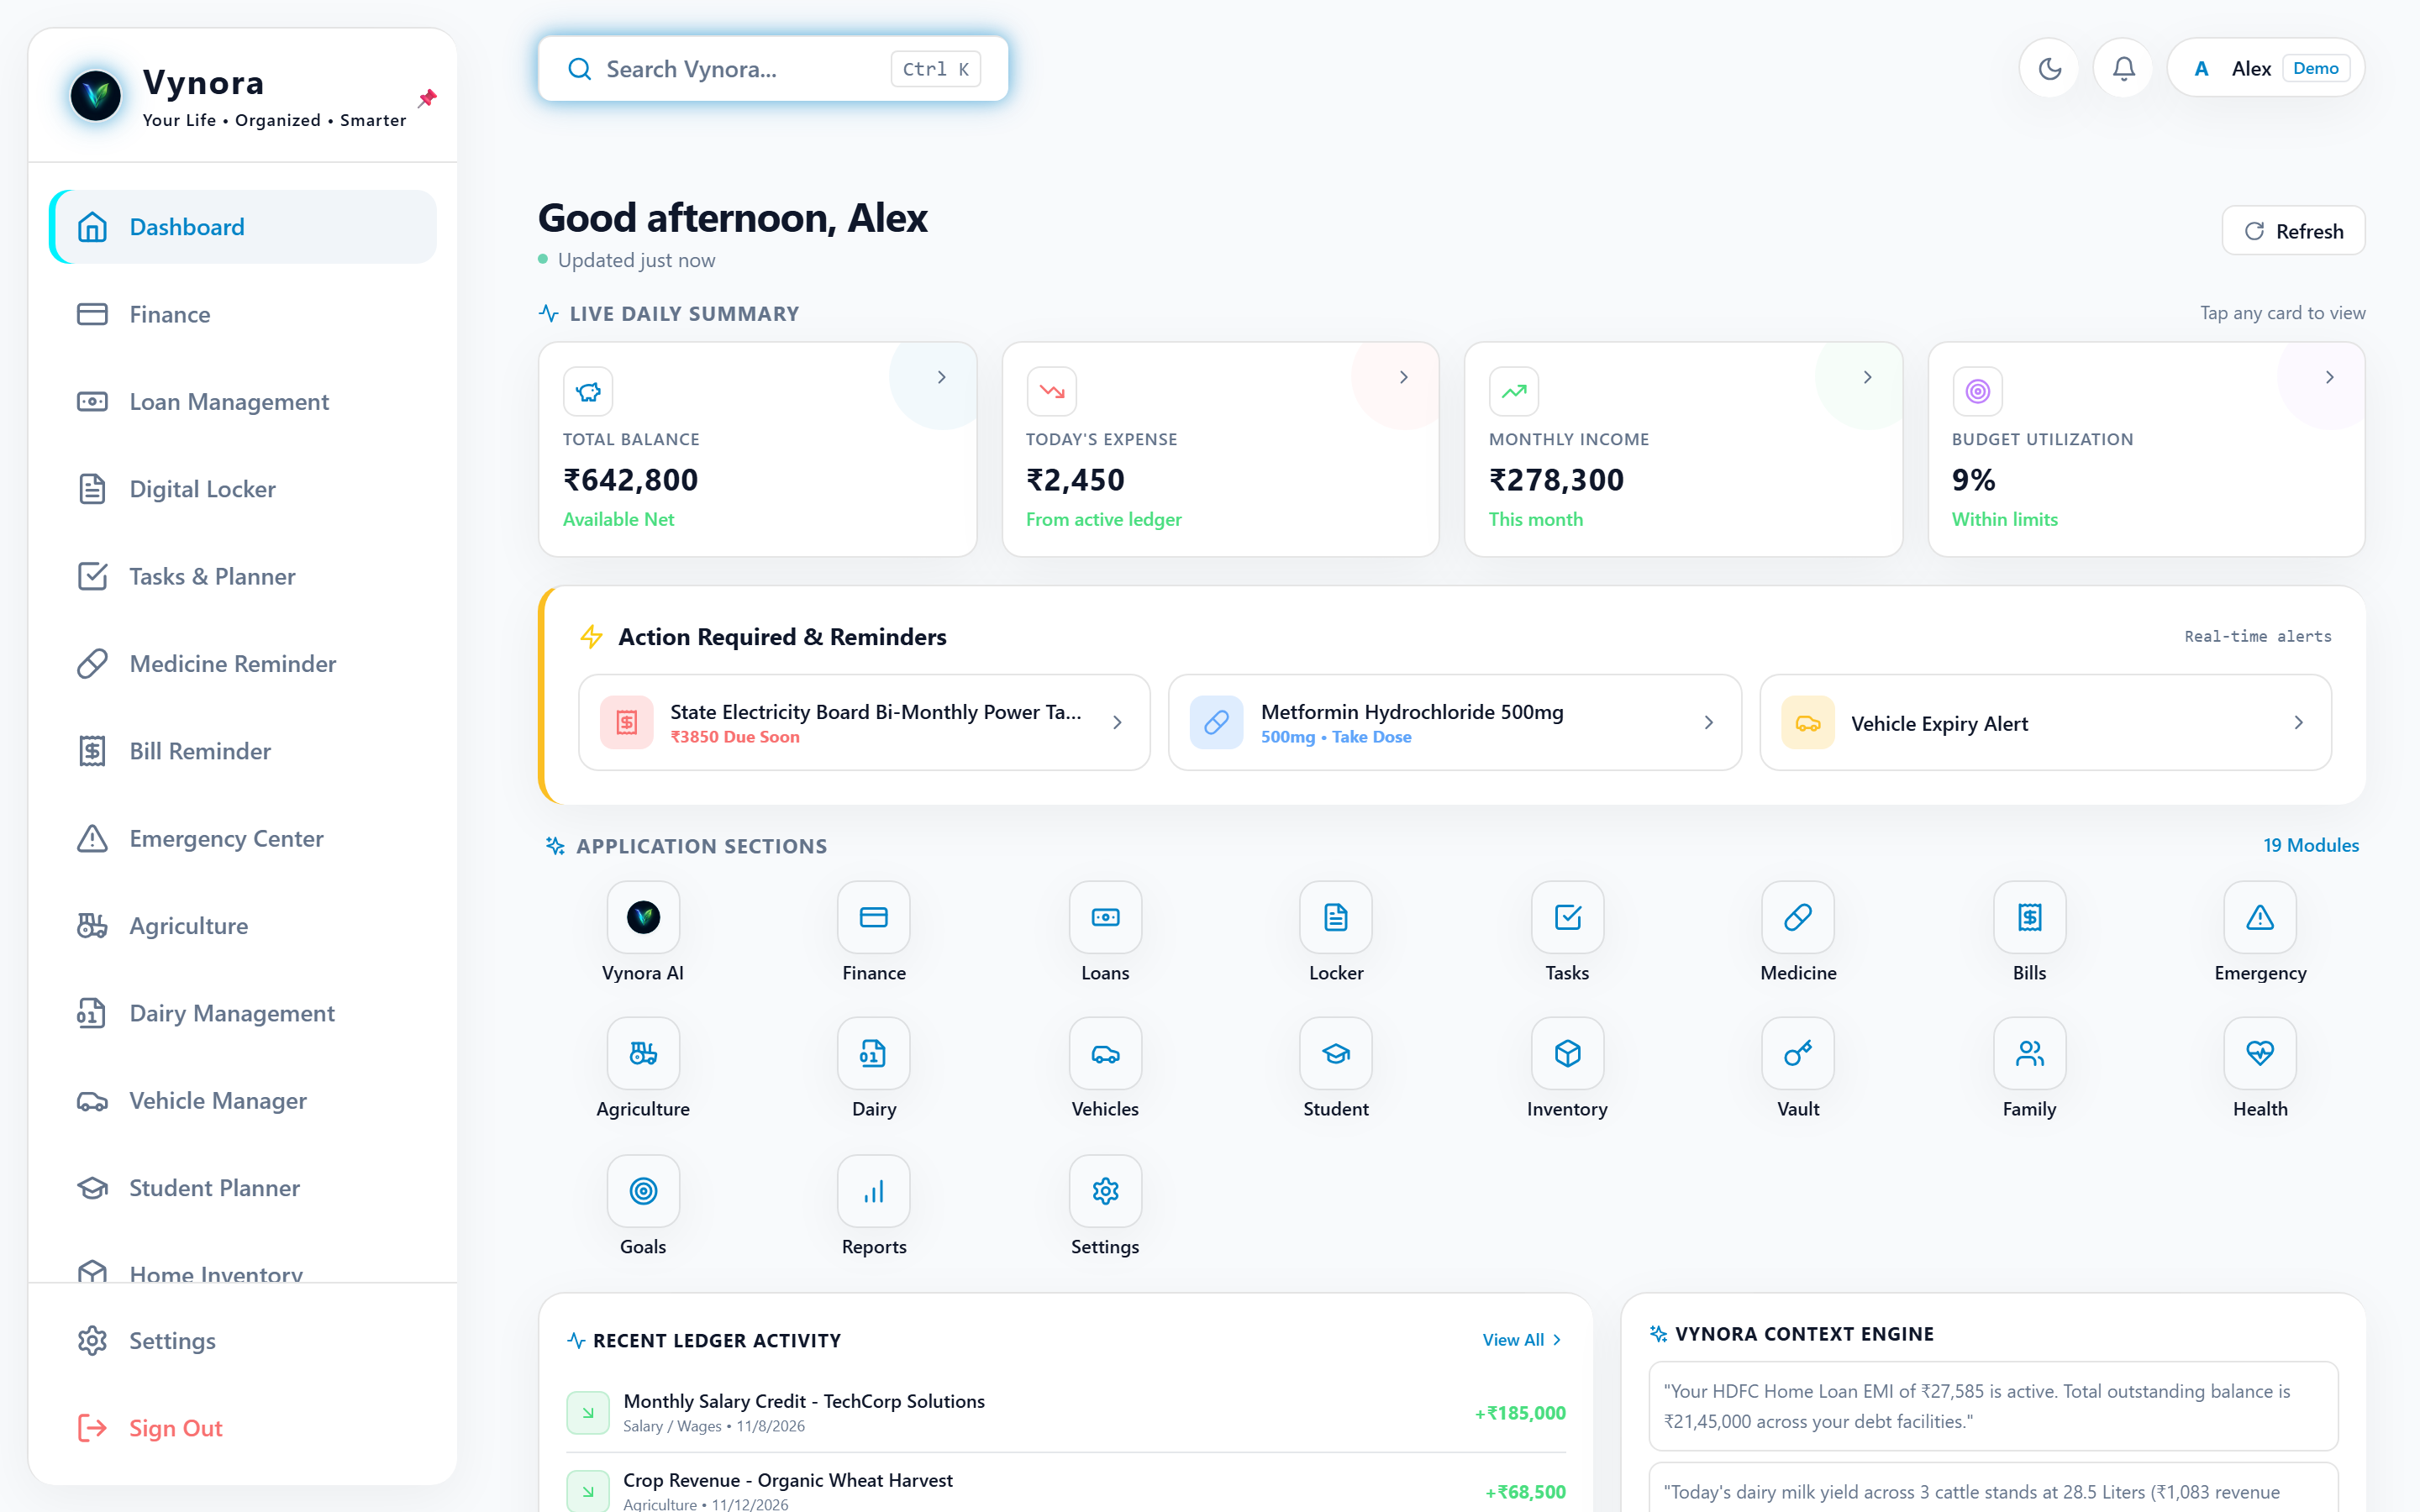 Vynora
Your Life • Organized • Smarter
Dashboard
Finance
Loan Management
Digital Locker
Tasks & Planner
Medicine Reminder
Bill Reminder
Emergency Center
Agriculture
Dairy Management
Vehicle Manager
Student Planner
Home Inventory
Settings
Sign Out
Search Vynora...
Ctrl K
A Alex Demo
Good afternoon, Alex
Updated just now
Refresh
LIVE DAILY SUMMARY
Tap any card to view
TOTAL BALANCE
₹642,800
Available Net
TODAY'S EXPENSE
₹2,450
From active ledger
MONTHLY INCOME
₹278,300
This month
BUDGET UTILIZATION
9%
Within limits
Action Required & Reminders
Real-time alerts
State Electricity Board Bi-Monthly Power Ta...
₹3850 Due Soon
Metformin Hydrochloride 500mg
500mg • Take Dose
Vehicle Expiry Alert
APPLICATION SECTIONS
19 Modules
Vynora AI
Finance
Loans
Locker
Tasks
Medicine
Bills
Emergency
Agriculture
Dairy
Vehicles
Student
Inventory
Vault
Family
Health
Goals
Reports
Settings
RECENT LEDGER ACTIVITY
View All
Monthly Salary Credit - TechCorp Solutions
Salary / Wages • 11/8/2026
+₹185,000
Crop Revenue - Organic Wheat Harvest
Agriculture • 11/12/2026
+₹68,500
VYNORA CONTEXT ENGINE
"Your HDFC Home Loan EMI of ₹27,585 is active. Total outstanding balance is
₹21,45,000 across your debt facilities."
"Today's dairy milk yield across 3 cattle stands at 28.5 Liters (₹1,083 revenue